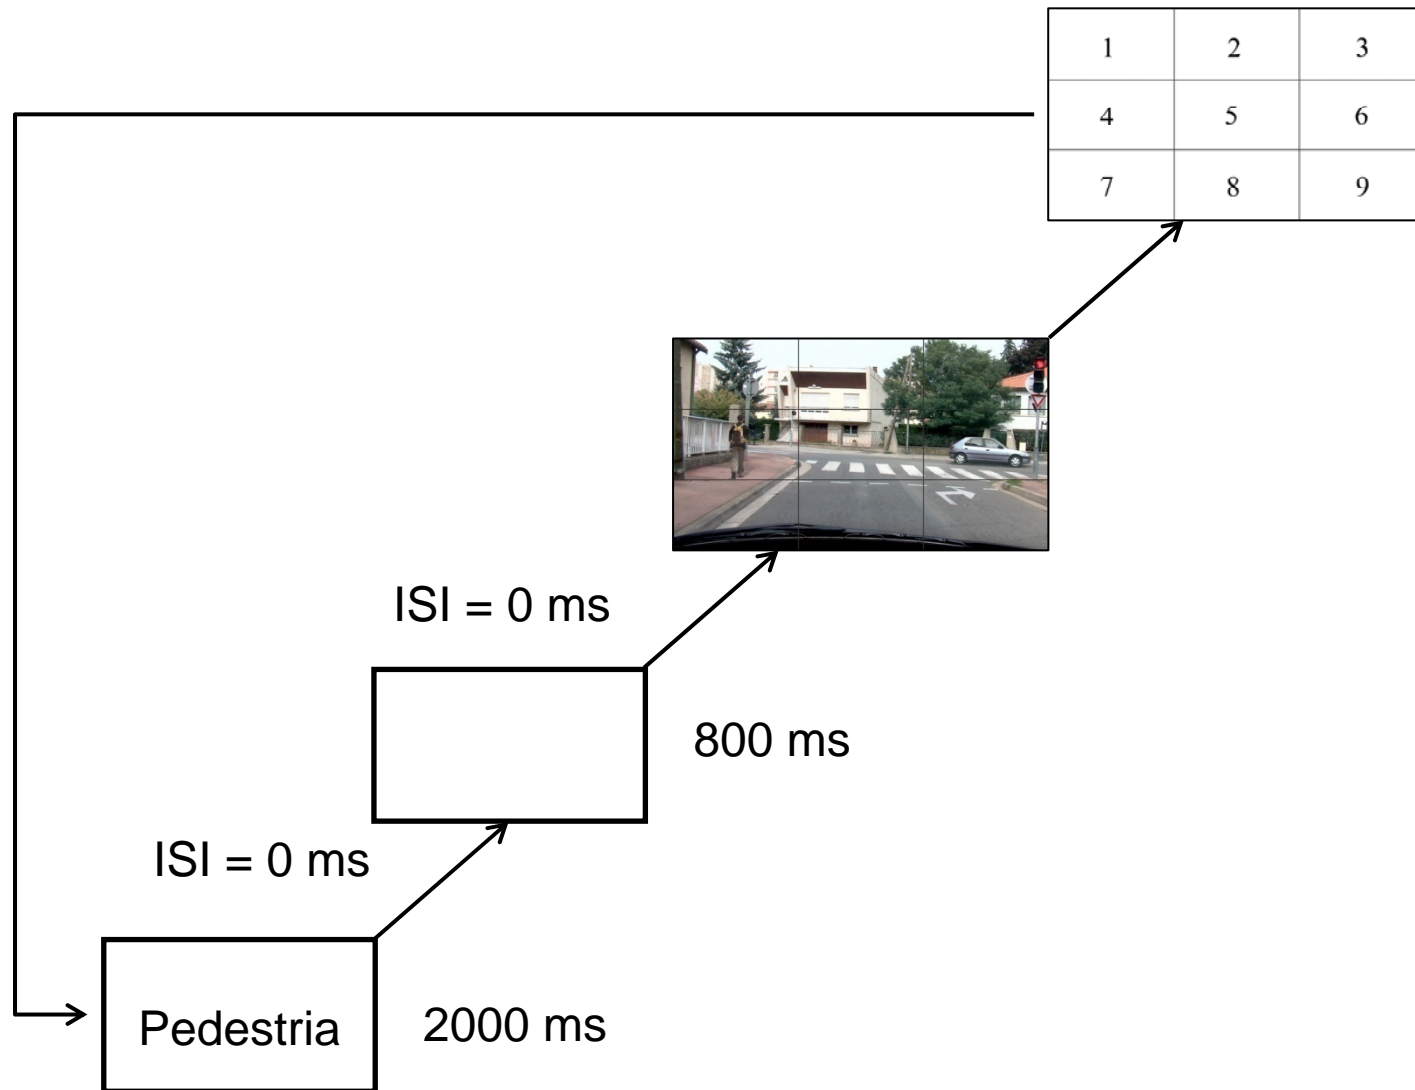 1 2 3
4 5 6
7 8 9
ISI = 0 ms
800 ms
ISI = 0 ms
Pedestria
2000 ms